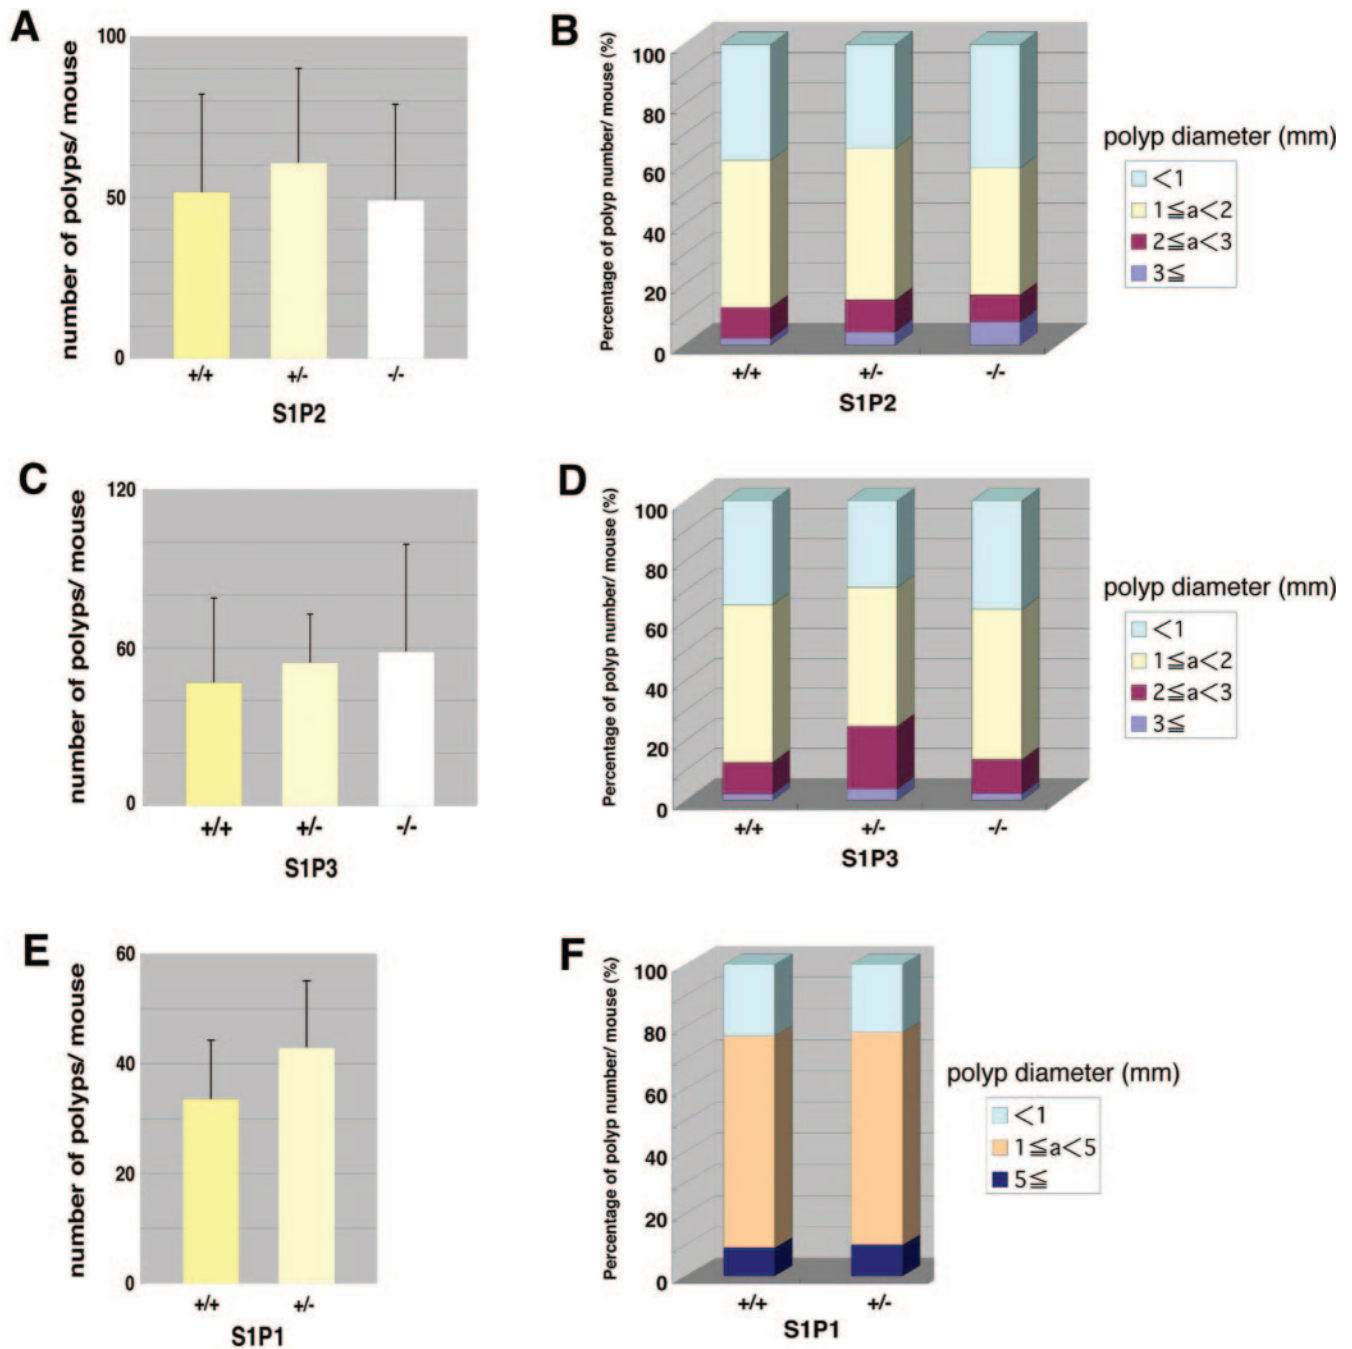 A
number of polyps/ mouse
100
50
0
+/+ +/- -/-
S1P2
B
Percentage of polyp number/ mouse (%)
100
80
60
40
20
0
+/+ +/- -/-
S1P2
polyp diameter (mm)
<1
1≦a<2
2≦a<3
3≦
C
number of polyps/ mouse
120
60
0
+/+ +/- -/-
S1P3
D
Percentage of polyp number/ mouse (%)
100
80
60
40
20
0
+/+ +/- -/-
S1P3
polyp diameter (mm)
<1
1≦a<2
2≦a<3
3≦
E
number of polyps/ mouse
60
40
20
0
+/+ +/-
S1P1
F
Percentage of polyp number/ mouse (%)
100
80
60
40
20
0
+/+ +/-
S1P1
polyp diameter (mm)
<1
1≦a<5
5≦